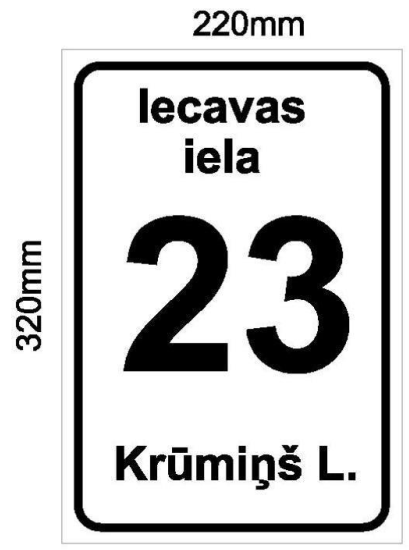 220mm
Iecavas
iela
320mm
23
Krūmiņš L.